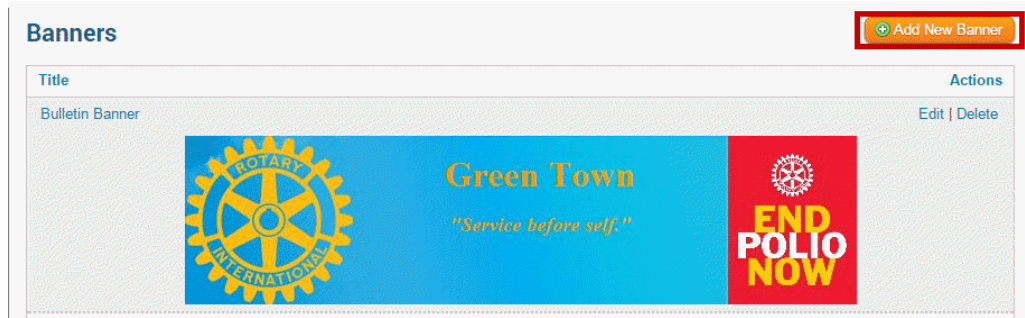 Banners
Add New Banner
Title
Actions
Bulletin Banner
Edit | Delete
ROTARY
INTERNATIONAL
Green Town
"Service before self."
END
POLIO
NOW